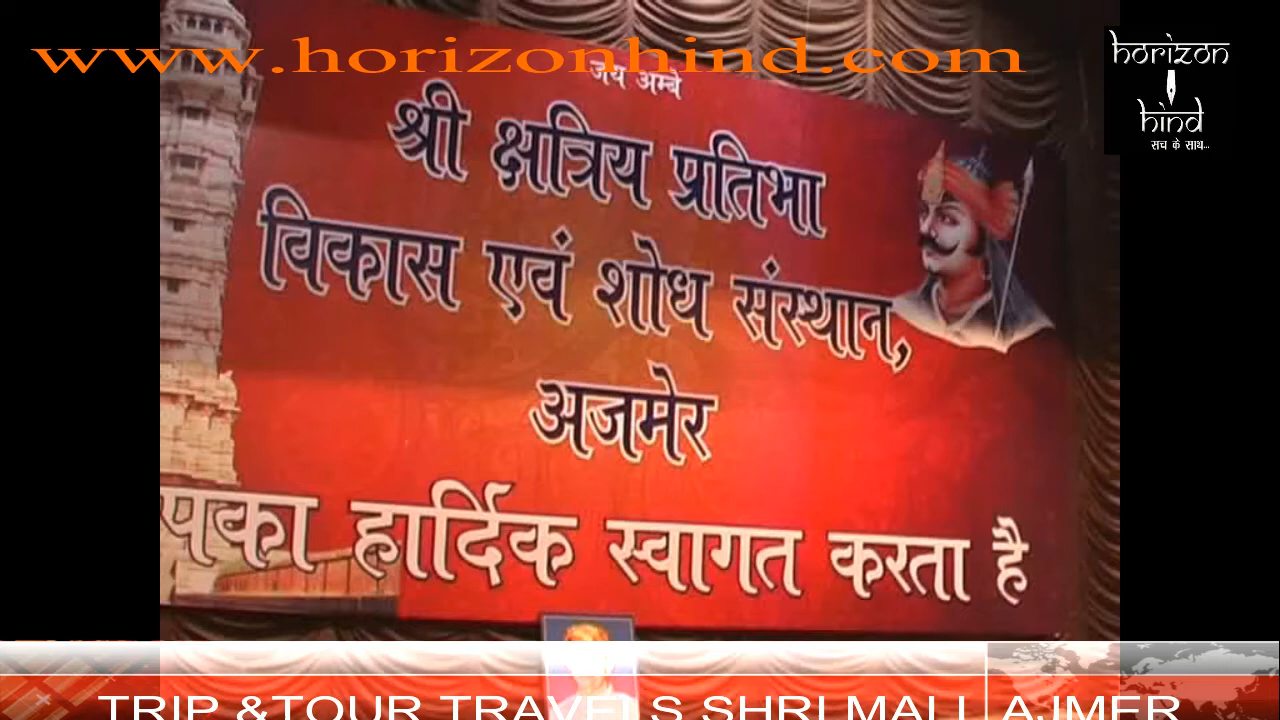 www.horizonhind.com
horizon
hind
सच के साथ...
जय अम्बे
श्री क्षत्रिय प्रतिभा
विकास एवं शोध संस्थान,
अजमेर
पका हार्दिक स्वागत करता है
TRIP &TOUR TRAVELS SHRI MALL AJMER